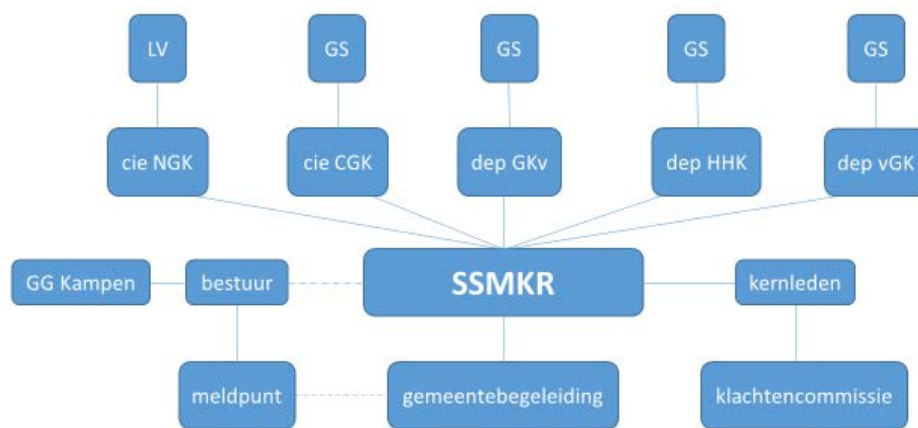 LV GS GS GS GS
cie NGK cie CGK dep GKv dep HHK dep vGK
GG Kampen bestuur SSMKR kernleden
meldpunt gemeentebegeleiding klachtencommissie